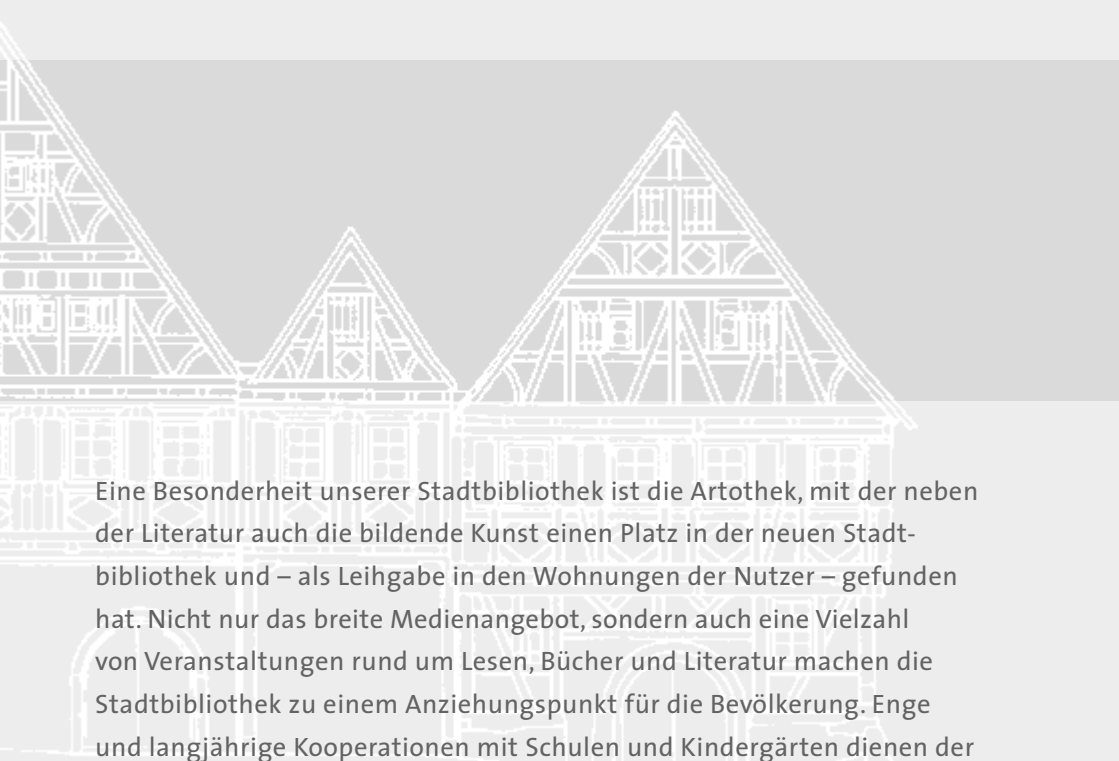 Eine Besonderheit unserer Stadtbibliothek ist die Artothek, mit der neben
der Literatur auch die bildende Kunst einen Platz in der neuen Stadt-
bibliothek und – als Leihgabe in den Wohnungen der Nutzer – gefunden
hat. Nicht nur das breite Medienangebot, sondern auch eine Vielzahl
von Veranstaltungen rund um Lesen, Bücher und Literatur machen die
Stadtbibliothek zu einem Anziehungspunkt für die Bevölkerung. Enge
und langjährige Kooperationen mit Schulen und Kindergärten dienen der